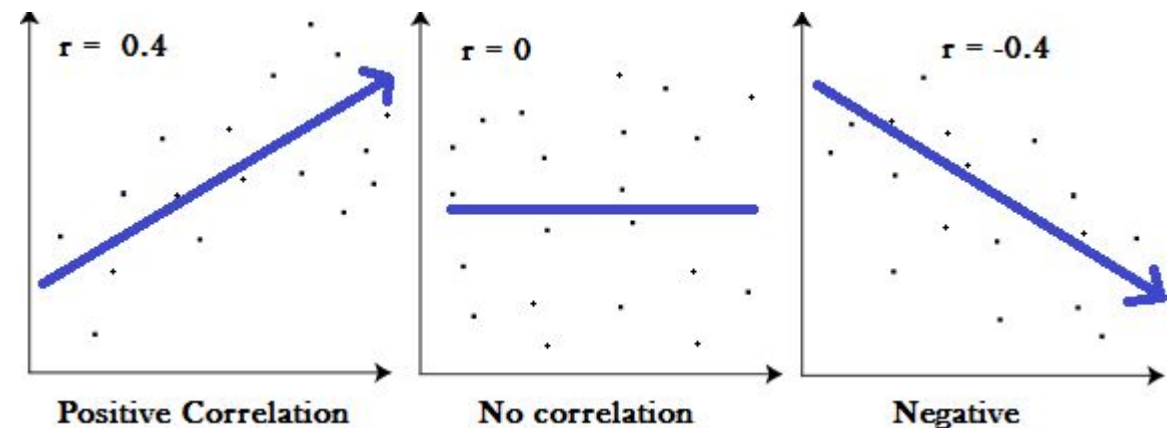 r = 0.4
r = 0
r = -0.4
Positive Correlation
No correlation
Negative